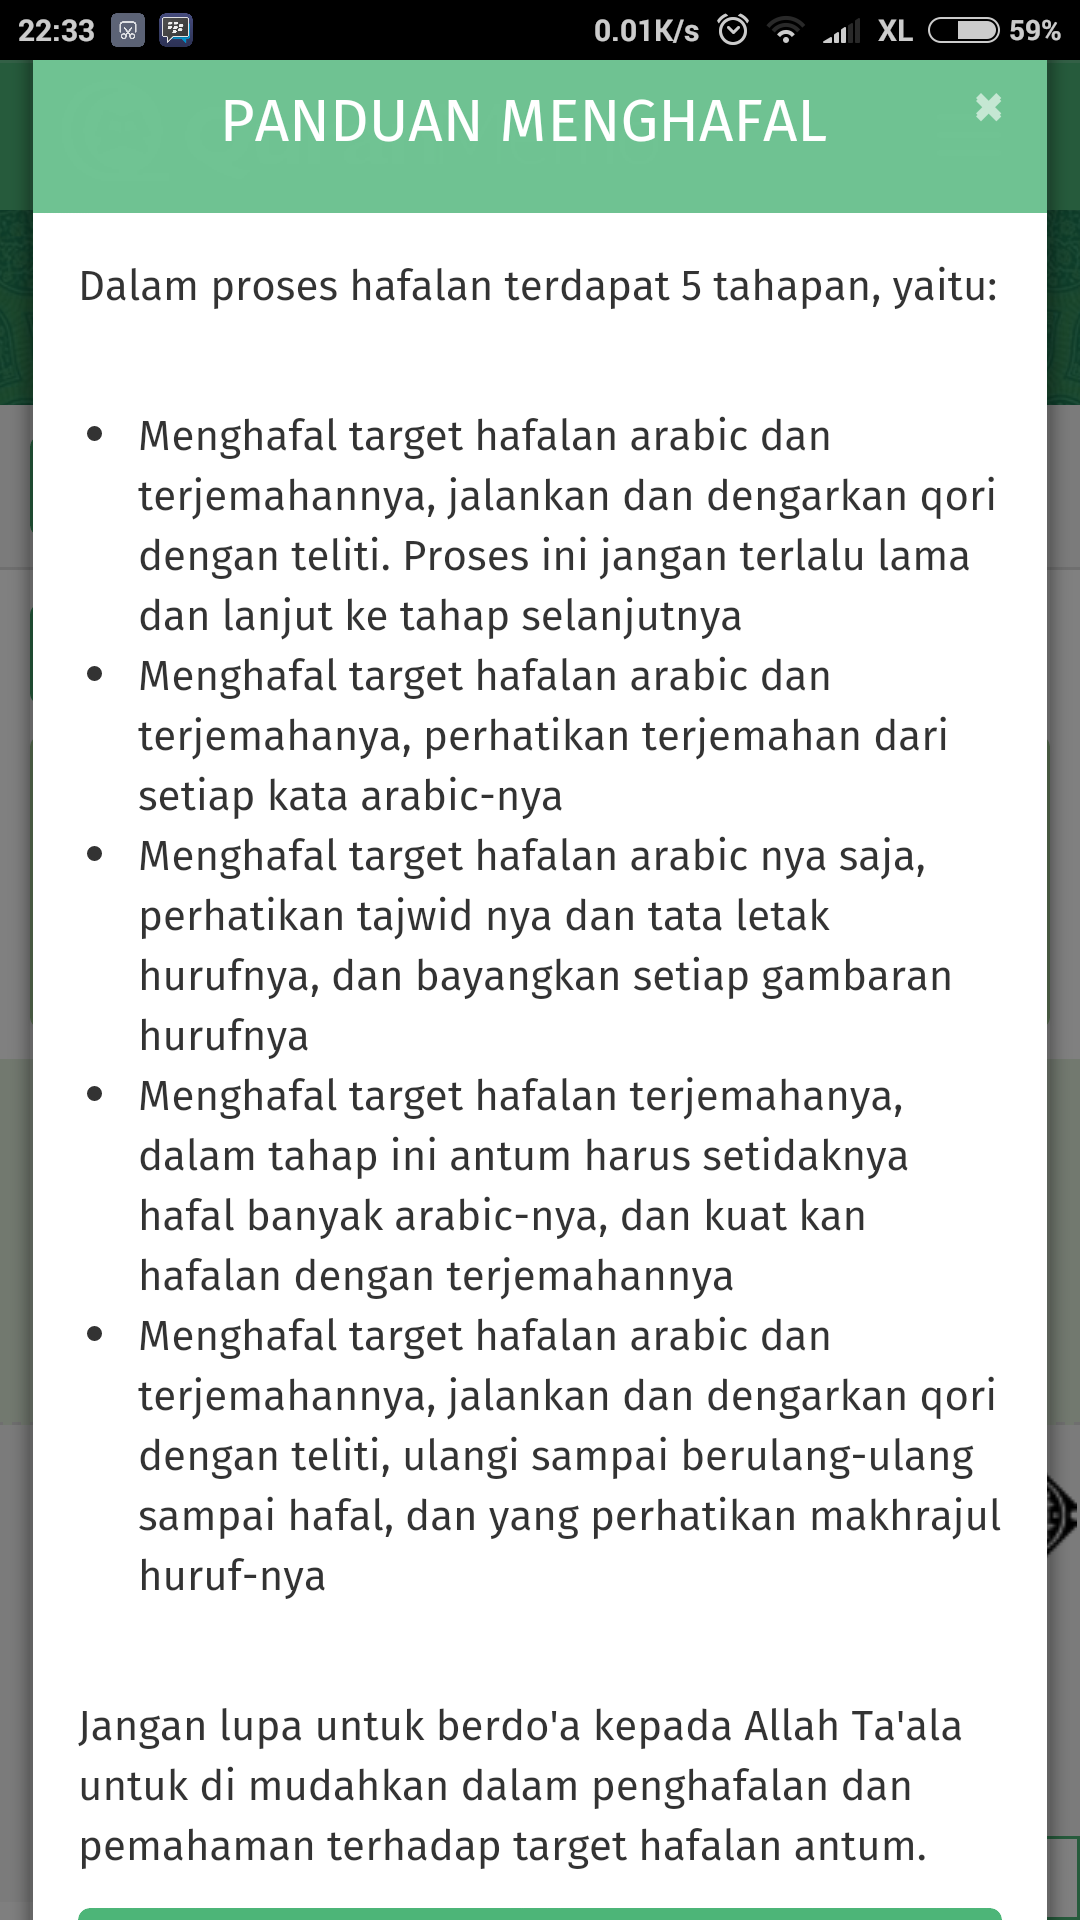 22:33 0.01K/s XL 59%
PANDUAN MENGHAFAL
Dalam proses hafalan terdapat 5 tahapan, yaitu:
• Menghafal target hafalan arabic dan
terjemahannya, jalankan dan dengarkan qori
dengan teliti. Proses ini jangan terlalu lama
dan lanjut ke tahap selanjutnya
• Menghafal target hafalan arabic dan
terjemahanya, perhatikan terjemahan dari
setiap kata arabic-nya
• Menghafal target hafalan arabic nya saja,
perhatikan tajwid nya dan tata letak
hurufnya, dan bayangkan setiap gambaran
hurufnya
• Menghafal target hafalan terjemahanya,
dalam tahap ini antum harus setidaknya
hafal banyak arabic-nya, dan kuat kan
hafalan dengan terjemahannya
• Menghafal target hafalan arabic dan
terjemahannya, jalankan dan dengarkan qori
dengan teliti, ulangi sampai berulang-ulang
sampai hafal, dan yang perhatikan makhrajul
huruf-nya
Jangan lupa untuk berdo'a kepada Allah Ta'ala
untuk di mudahkan dalam penghafalan dan
pemahaman terhadap target hafalan antum.